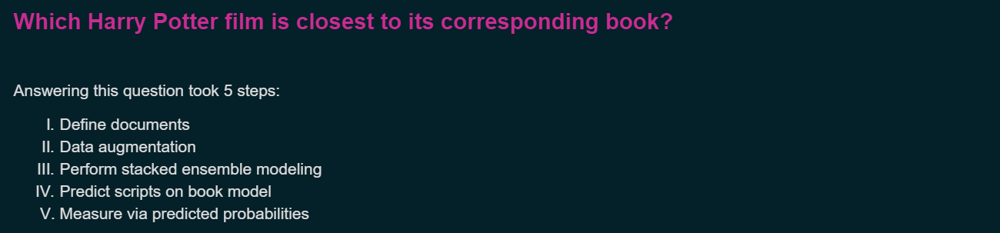 Which Harry Potter film is closest to its corresponding book?
Answering this question took 5 steps:
I. Define documents
II. Data augmentation
III. Perform stacked ensemble modeling
IV. Predict scripts on book model
V. Measure via predicted probabilities